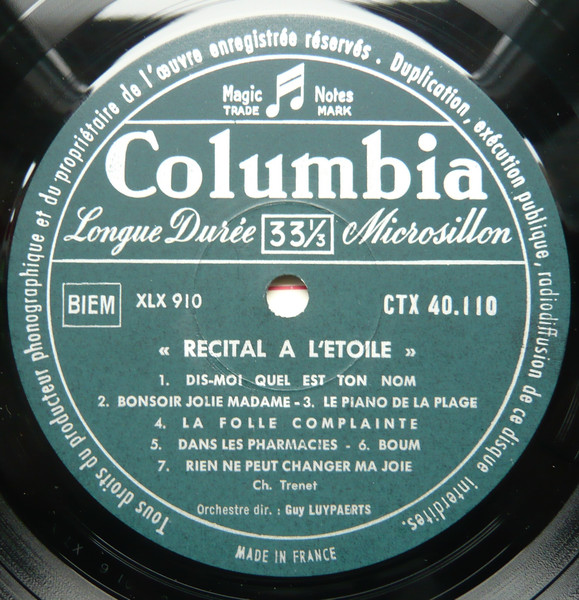 Tous droits du producteur phonographique et du propriétaire de l'œuvre enregistrée réservés. Duplication, exécution publique, radiodiffusion de ce disque interdites.
Magic Notes
TRADE MARK
Columbia
Longue Durée 33⅓ Microsillon
BIEM XLX 910 CTX 40.110
« RECITAL A L'ETOILE »
1. DIS-MOI QUEL EST TON NOM
2. BONSOIR JOLIE MADAME - 3. LE PIANO DE LA PLAGE
4. LA FOLLE COMPLAINTE
5. DANS LES PHARMACIES - 6. BOUM
7. RIEN NE PEUT CHANGER MA JOIE
Ch. Trenet
Orchestre dir. : Guy LUYPAERTS
MADE IN FRANCE